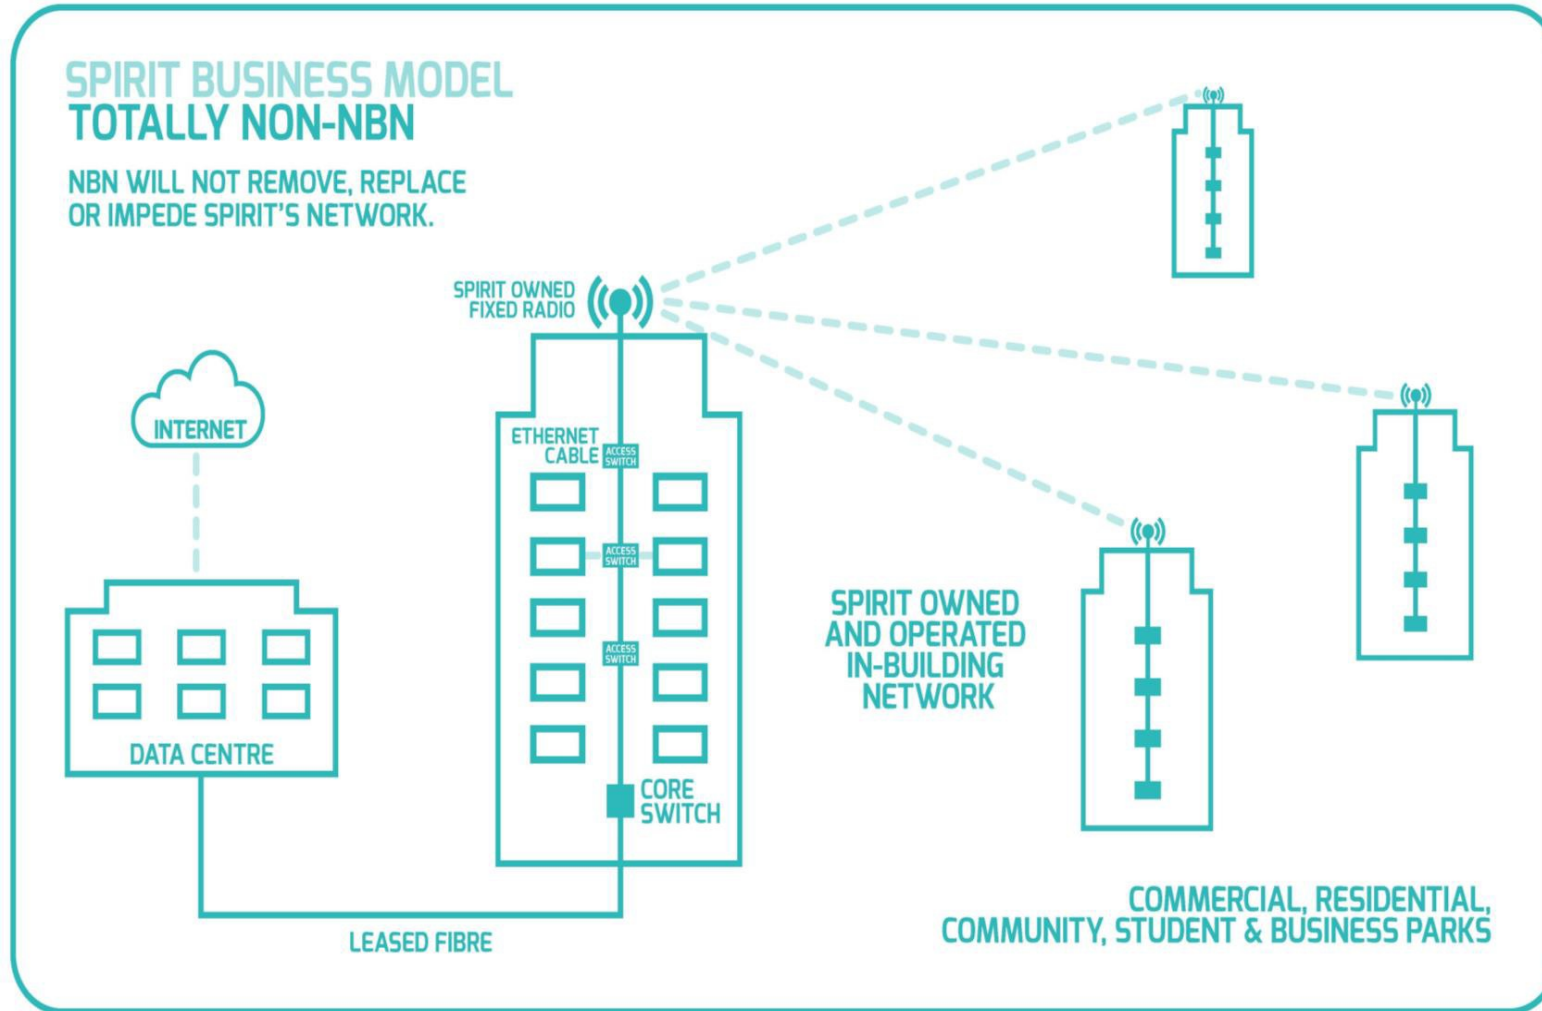 SPIRIT BUSINESS MODEL
TOTALLY NON-NBN
NBN WILL NOT REMOVE, REPLACE
OR IMPEDE SPIRIT'S NETWORK.
SPIRIT OWNED
FIXED RADIO
INTERNET
ETHERNET
CABLE
ACCESS
SWITCH
ACCESS
SWITCH
ACCESS
SWITCH
SPIRIT OWNED
AND OPERATED
IN-BUILDING
NETWORK
DATA CENTRE
CORE
SWITCH
LEASED FIBRE
COMMERCIAL, RESIDENTIAL,
COMMUNITY, STUDENT & BUSINESS PARKS